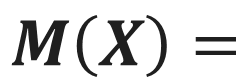 M(X) =